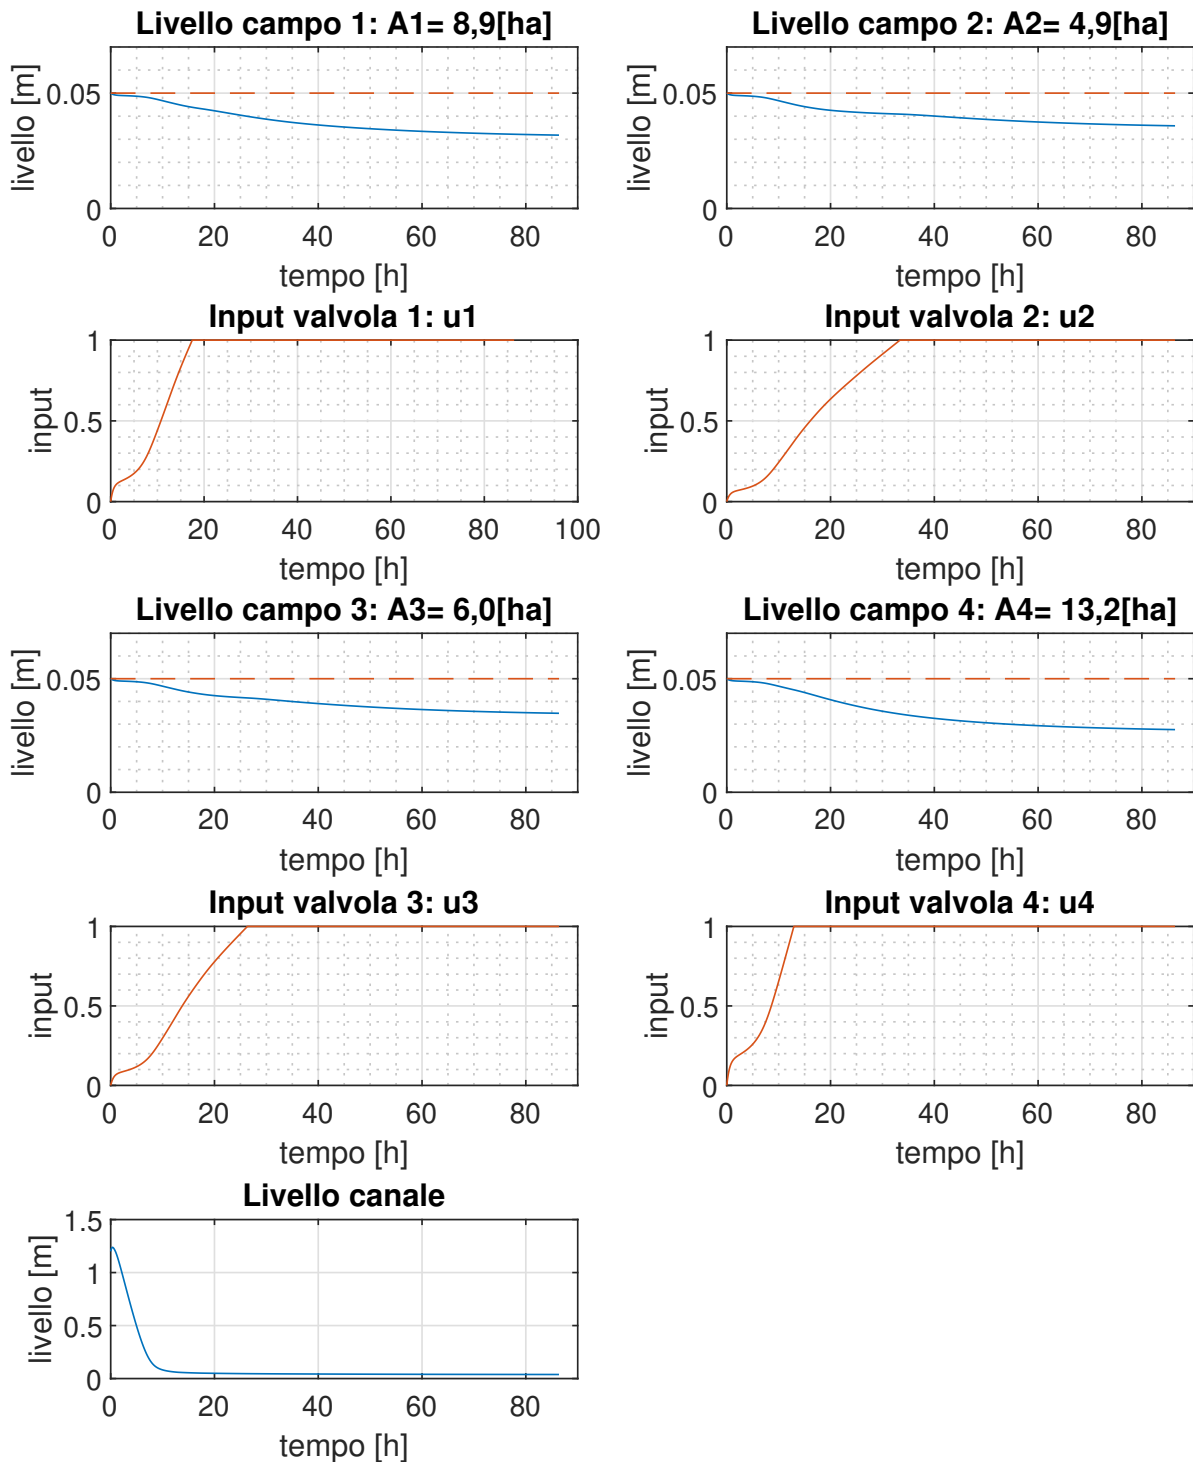 Livello campo 1: A1= 8,9[ha]
livello [m]
0.05
0
0 20 40 60 80
tempo [h]
Livello campo 2: A2= 4,9[ha]
livello [m]
0.05
0
0 20 40 60 80
tempo [h]
Input valvola 1: u1
input
1
0.5
0
0 20 40 60 80 100
tempo [h]
Input valvola 2: u2
input
1
0.5
0
0 20 40 60 80
tempo [h]
Livello campo 3: A3= 6,0[ha]
livello [m]
0.05
0
0 20 40 60 80
tempo [h]
Livello campo 4: A4= 13,2[ha]
livello [m]
0.05
0
0 20 40 60 80
tempo [h]
Input valvola 3: u3
input
1
0.5
0
0 20 40 60 80
tempo [h]
Input valvola 4: u4
input
1
0.5
0
0 20 40 60 80
tempo [h]
Livello canale
livello [m]
1.5
1
0.5
0
0 20 40 60 80
tempo [h]